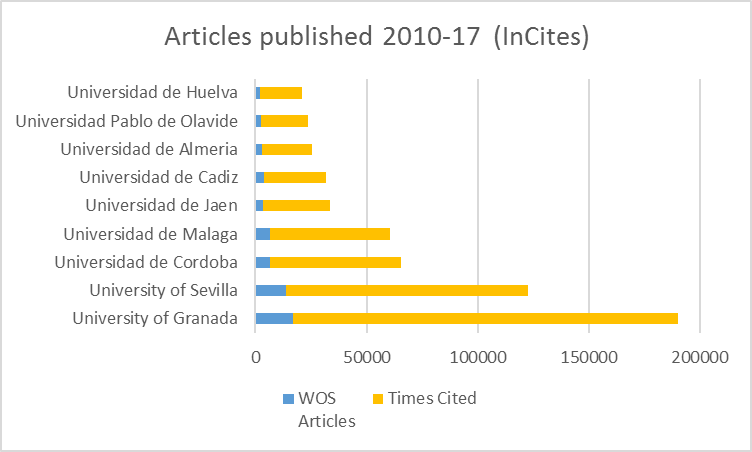 Articles published 2010-17 (InCites)
Universidad de Huelva
Universidad Pablo de Olavide
Universidad de Almeria
Universidad de Cadiz
Universidad de Jaen
Universidad de Malaga
Universidad de Cordoba
University of Sevilla
University of Granada
0 50000 100000 150000 200000
WOS Articles
Times Cited